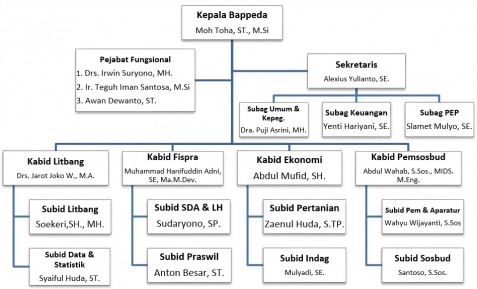 Kepala Bappeda
Moh Toha, ST., M.Si
Pejabat Fungsional
1. Drs. Irwin Suryono, MH.
2. Ir. Teguh Iman Santosa, M.Si
3. Awan Dewanto, ST.
Sekretaris
Alexius Yulianto, SE.
Subag Umum &
Kepeg.
Dra. Puji Asrini, MH.
Subag Keuangan
Yenti Hariyani, SE.
Subag PEP
Slamet Mulyo, SE.
Kabid Litbang
Drs. Jarot Joko W., M.A.
Kabid Fispra
Muhammad Hanifuddin Adni,
SE, Ma.M.Dev.
Kabid Ekonomi
Abdul Mufid, SH.
Kabid Pemsosbud
Abdul Wahab, S.Sos., MIDS.
M.Eng.
Subid Litbang
Soekeri,SH., MH.
Subid SDA & LH
Sudaryono, SP.
Subid Pertanian
Zaenul Huda, S.TP.
Subid Pem & Aparatur
Wahyu Wijayanti, S.Sos
Subid Data &
Statistik
Syaiful Huda, ST.
Subid Praswil
Anton Besar, ST.
Subid Indag
Mulyadi, SE.
Subid Sosbud
Santoso, S.Sos.